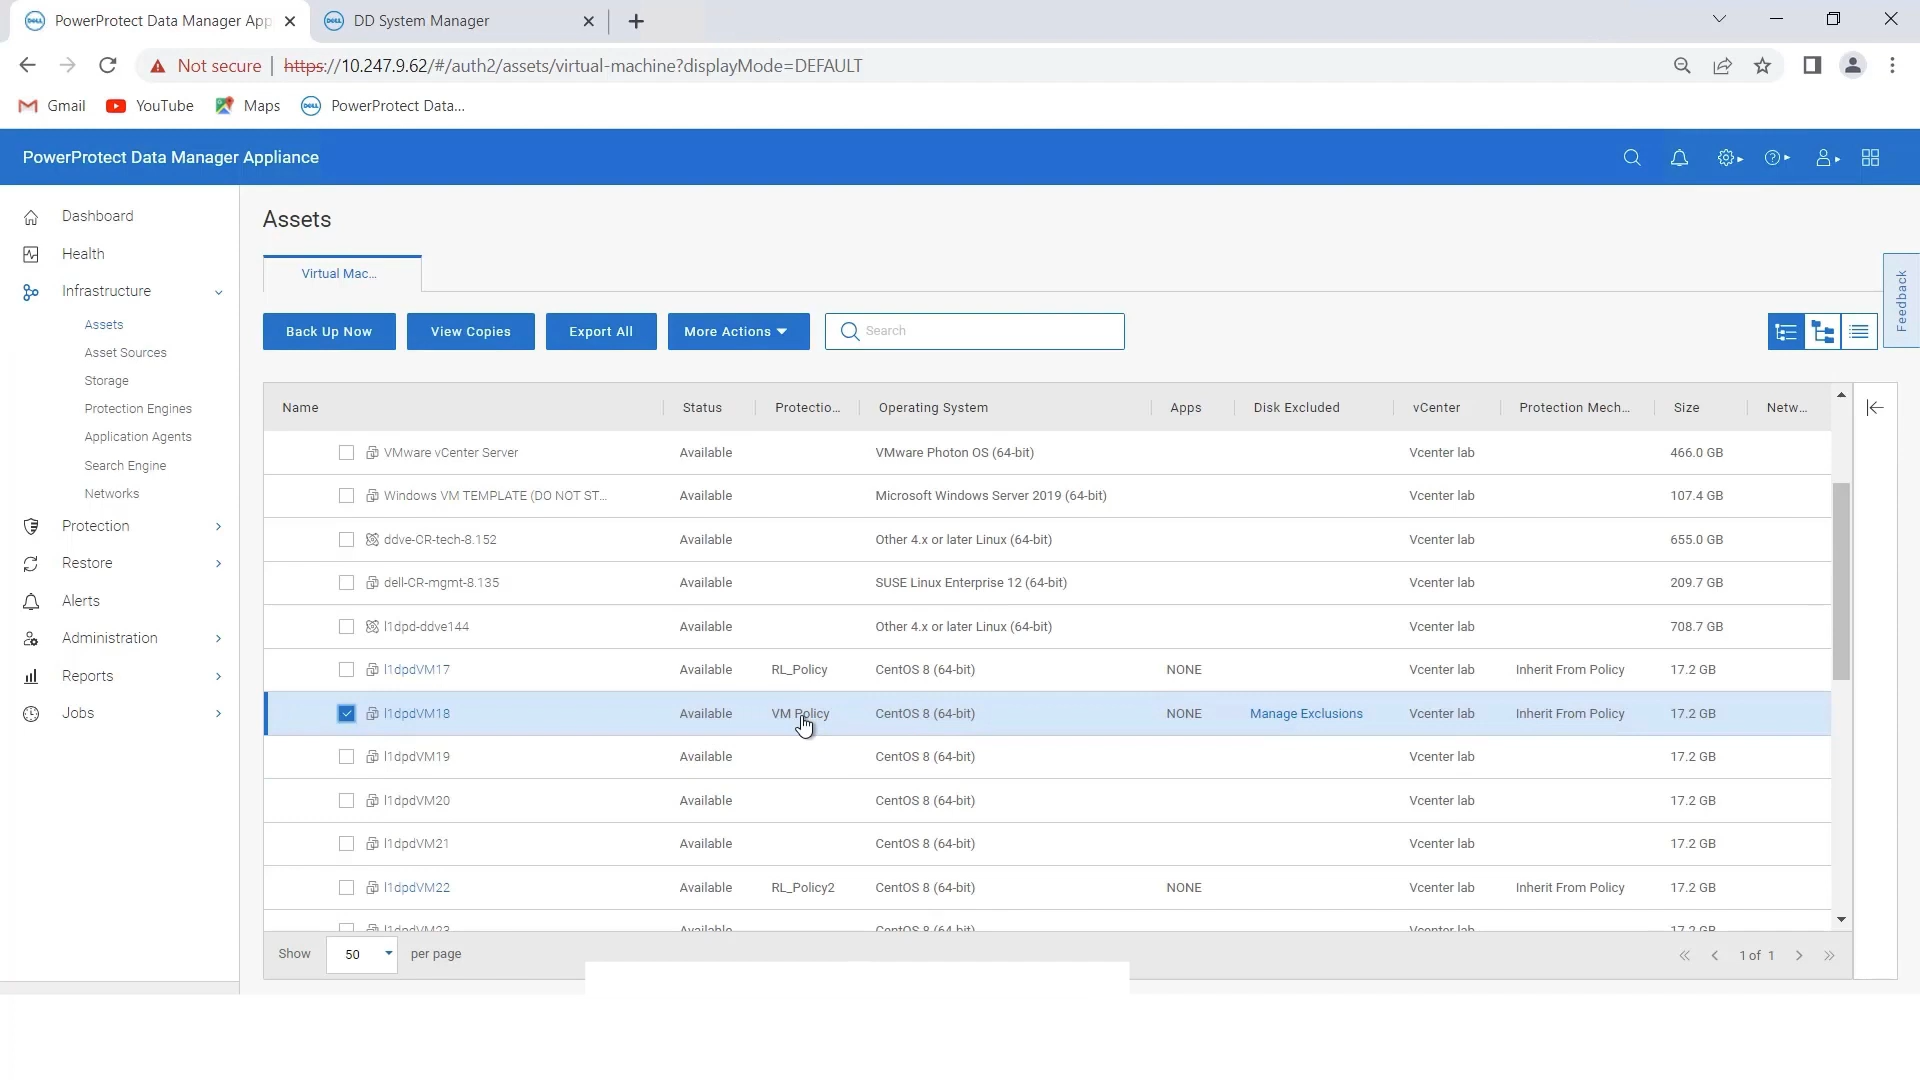 PowerProtect Data Manager App
DD System Manager
Not secure
https://10.247.9.62/#/auth2/assets/virtual-machine?displayMode=DEFAULT
Gmail
YouTube
Maps
PowerProtect Data...
PowerProtect Data Manager Appliance
Dashboard
Health
Infrastructure
Assets
Asset Sources
Storage
Protection Engines
Application Agents
Search Engine
Networks
Protection
Restore
Alerts
Administration
Reports
Jobs
Assets
Virtual Mac...
Back Up Now View Copies Export All More Actions Search
Feedback
Name Status Protectio... Operating System Apps Disk Excluded vCenter Protection Mech... Size Netw...
VMware vCenter Server Available VMware Photon OS (64-bit) Vcenter lab 466.0 GB
Windows VM TEMPLATE (DO NOT ST... Available Microsoft Windows Server 2019 (64-bit) Vcenter lab 107.4 GB
ddve-CR-tech-8.152 Available Other 4.x or later Linux (64-bit) Vcenter lab 655.0 GB
dell-CR-mgmt-8.135 Available SUSE Linux Enterprise 12 (64-bit) Vcenter lab 209.7 GB
l1dpd-ddve144 Available Other 4.x or later Linux (64-bit) Vcenter lab 708.7 GB
l1dpdVM17 Available RL_Policy CentOS 8 (64-bit) NONE Vcenter lab Inherit From Policy 17.2 GB
l1dpdVM18 Available VM Policy CentOS 8 (64-bit) NONE Manage Exclusions Vcenter lab Inherit From Policy 17.2 GB
l1dpdVM19 Available CentOS 8 (64-bit) Vcenter lab 17.2 GB
l1dpdVM20 Available CentOS 8 (64-bit) Vcenter lab 17.2 GB
l1dpdVM21 Available CentOS 8 (64-bit) Vcenter lab 17.2 GB
l1dpdVM22 Available RL_Policy2 CentOS 8 (64-bit) NONE Vcenter lab Inherit From Policy 17.2 GB
l1dpdVM23 Available CentOS 8 (64-bit) Vcenter lab 17.2 GB
Show 50 per page
1 of 1